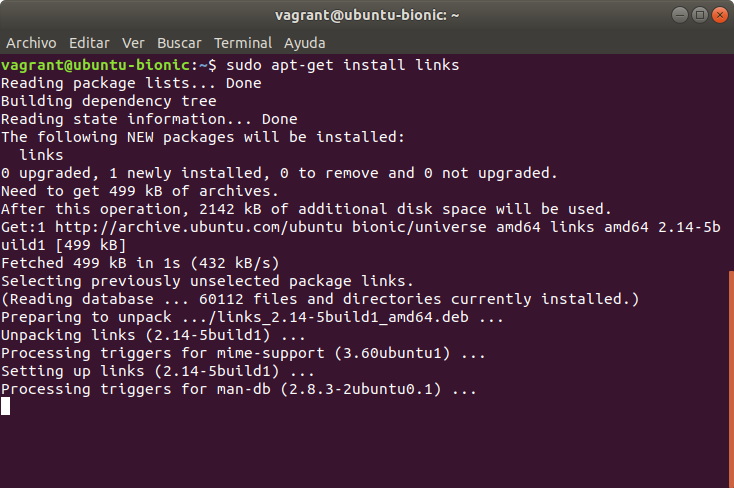 vagrant@ubuntu-bionic: ~
Archivo Editar Ver Buscar Terminal Ayuda
vagrant@ubuntu-bionic:~$ sudo apt-get install links
Reading package lists... Done
Building dependency tree
Reading state information... Done
The following NEW packages will be installed:
  links
0 upgraded, 1 newly installed, 0 to remove and 0 not upgraded.
Need to get 499 kB of archives.
After this operation, 2142 kB of additional disk space will be used.
Get:1 http://archive.ubuntu.com/ubuntu bionic/universe amd64 links amd64 2.14-5b
uild1 [499 kB]
Fetched 499 kB in 1s (432 kB/s)
Selecting previously unselected package links.
(Reading database ... 60112 files and directories currently installed.)
Preparing to unpack .../links_2.14-5build1_amd64.deb ...
Unpacking links (2.14-5build1) ...
Processing triggers for mime-support (3.60ubuntu1) ...
Setting up links (2.14-5build1) ...
Processing triggers for man-db (2.8.3-2ubuntu0.1) ...